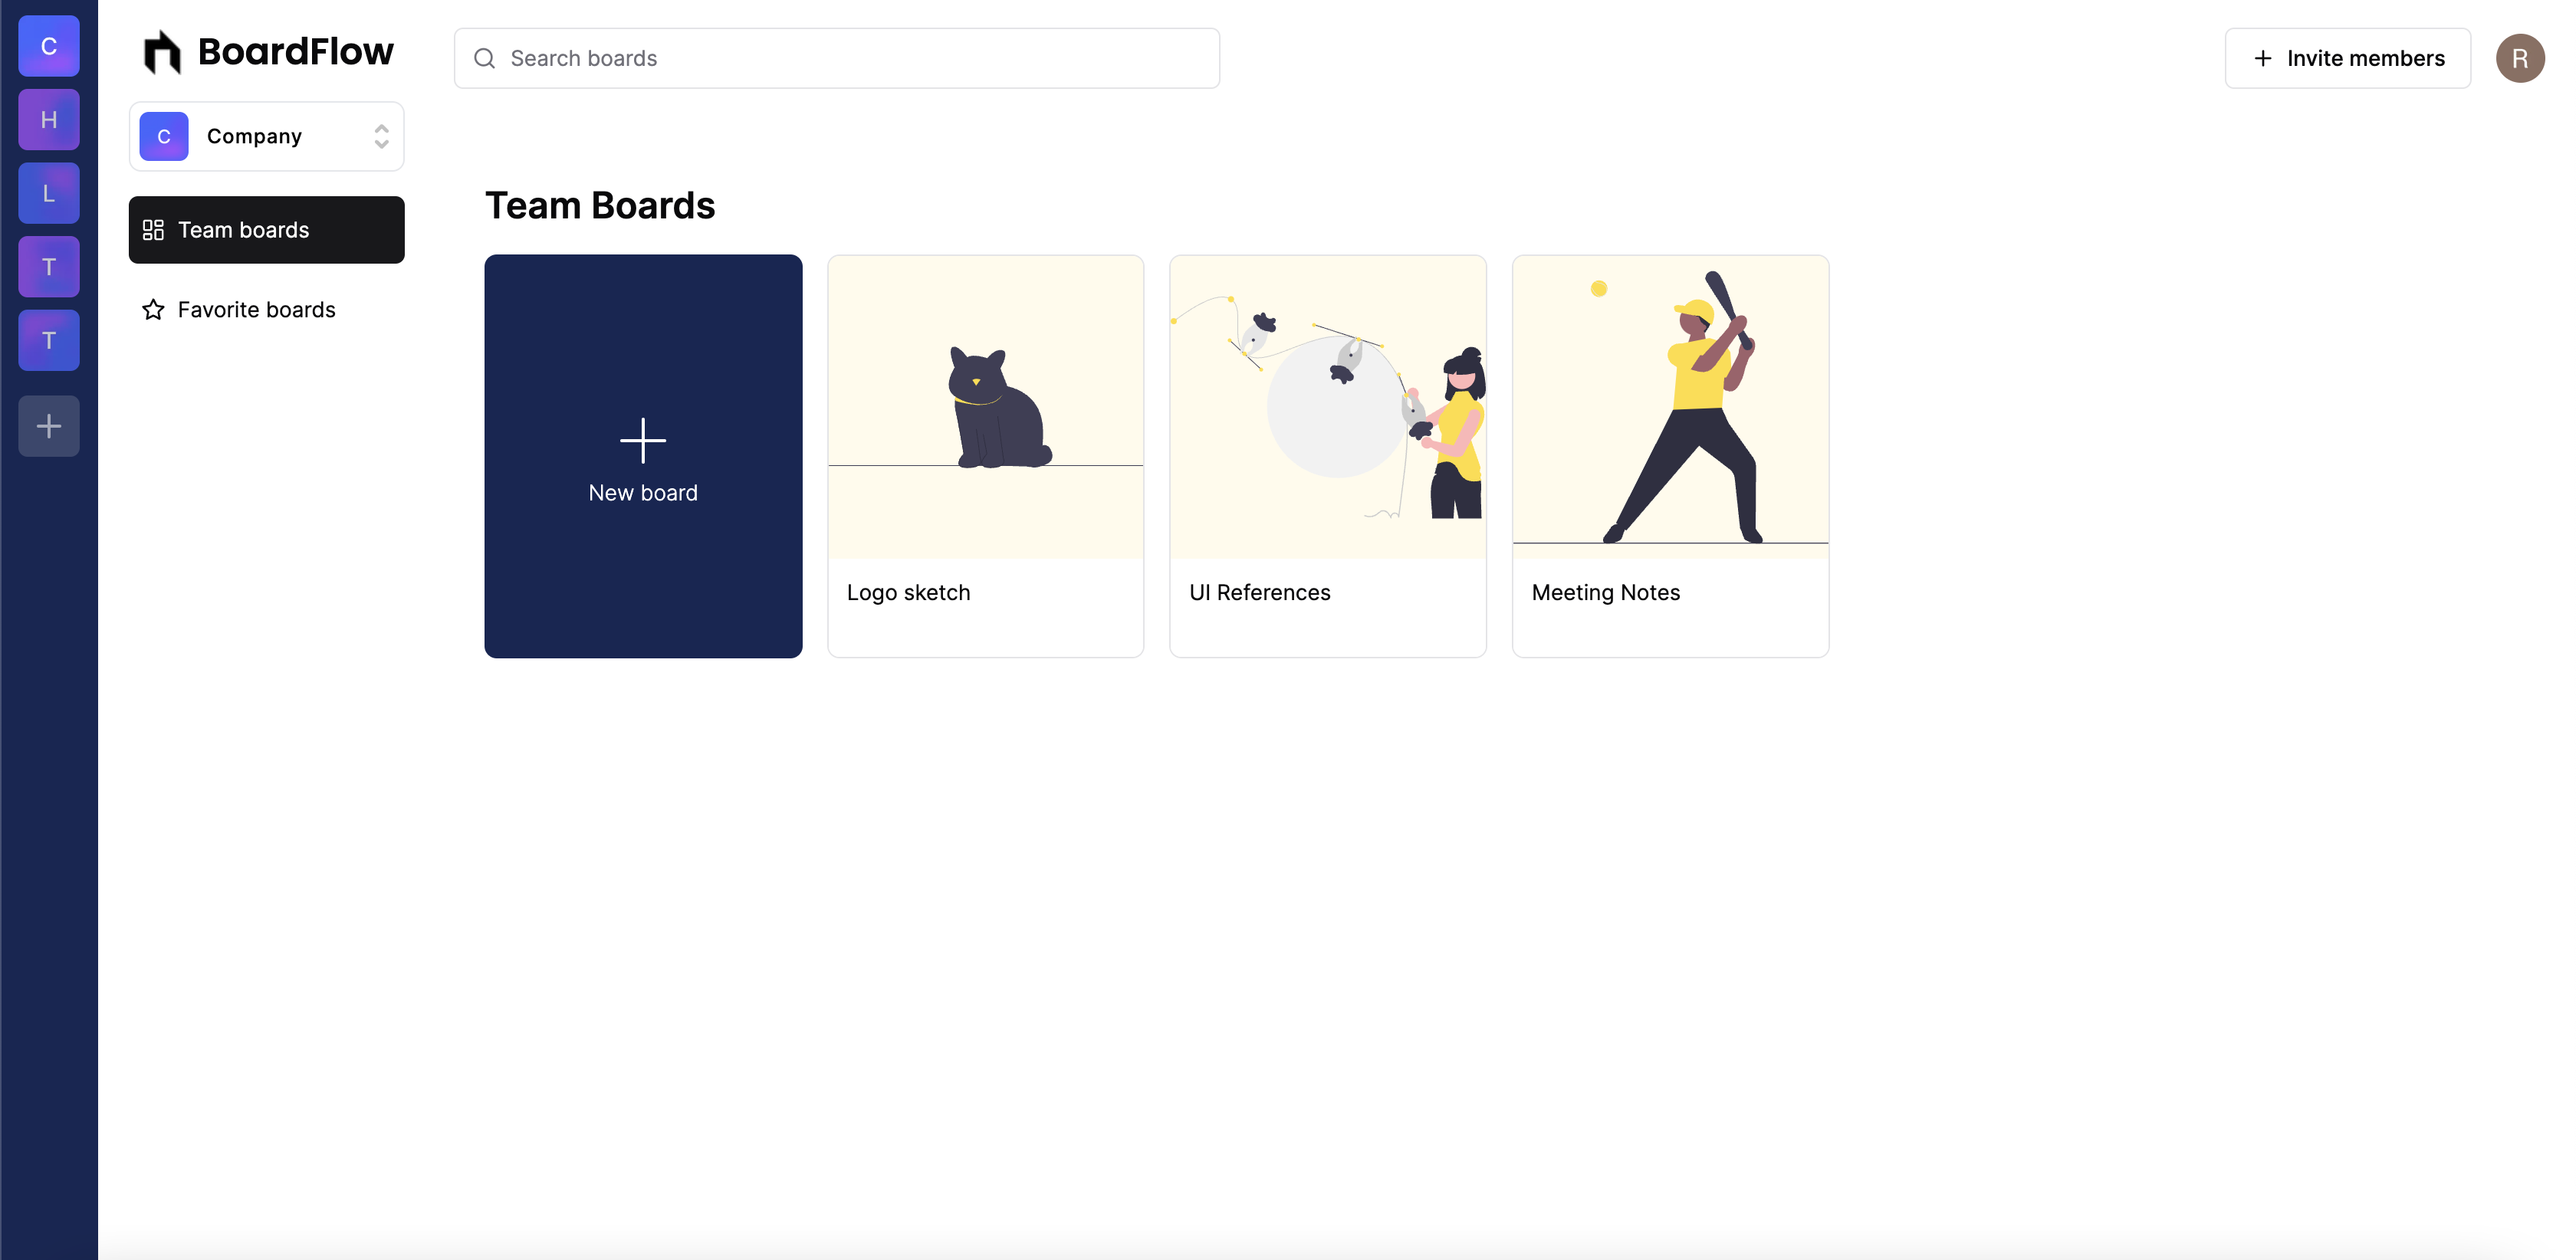 C
H
L
T
T
BoardFlow
C Company
Team boards
Favorite boards
Search boards
Invite members
R
Team Boards
New board
Logo sketch
UI References
Meeting Notes